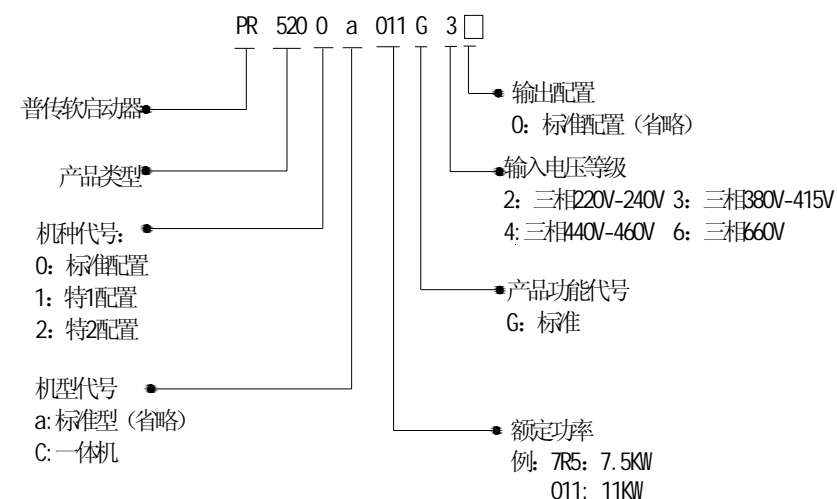 PR 520 0 a 011 G 3 □
普传软启动器
产品类型
机种代号:
0: 标准配置
1: 特1配置
2: 特2配置
机型代号
a:标准型（省略）
C:一体机
输出配置
0: 标准配置（省略）
输入电压等级
2: 三相220V-240V 3: 三相380V-415V
4:三相440V-460V 6: 三相660V
产品功能代号
G: 标准
额定功率
例: 7R5: 7.5KW
011: 11KW